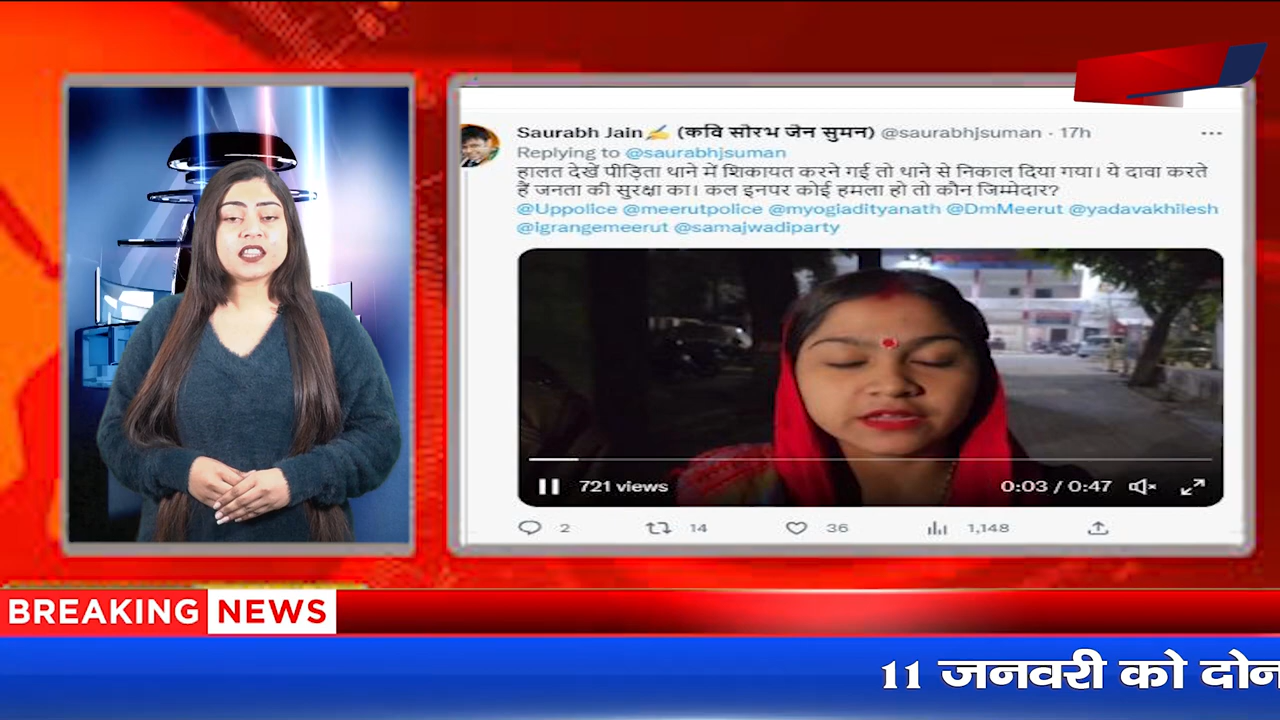 Saurabh Jain✍️ (कवि सोरभ जेन सुमन) @saurabhjsuman · 17h
Replying to @saurabhjsuman
हालत देखें पीड़िता थाने में शिकायत करने गई तो थाने से निकाल दिया गया। ये दावा करते
हैं जनता की सुरक्षा का। कल इनपर कोई हमला हो तो कौन जिम्मेदार?
@Uppolice @meerutpolice @myogiadityanath @DmMeerut @yadavakhilesh
@igrangemeerut @samajwadiparty
721 views
0:03 / 0:47
2 14 36 1,148
BREAKING NEWS
11 जनवरी को दोन